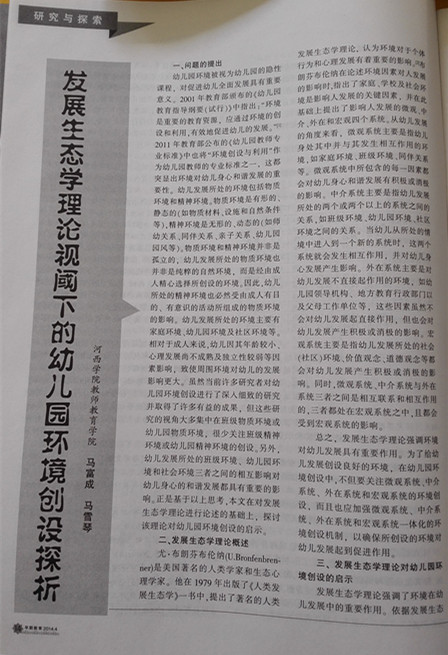 研究与探索
发展生态学理论视阈下的幼儿园环境创设探析
河西学院教师教育学院 马富成 马雪琴
一、问题的提出
幼儿园环境被视为幼儿园的隐性
课程,对促进幼儿全面发展具有重要
意义。2001年教育部颁布的《幼儿园
教育指导纲要(试行)》中指出,“环境
是重要的教育资源,应通过环境的创
设和利用,有效地促进幼儿的发展。”
2011年教育部公布的《幼儿园教师专
业标准》中也将“环境创设与利用”作
为幼儿园教师的专业标准之一,这都
突显出环境对幼儿身心和谐发展的重
要性。幼儿发展所处的环境包括物质
环境和精神环境,物质环境是有形的、
静态的(如物质材料、设施和自然条件
等),精神环境是无形的、动态的(如师
幼关系、同伴关系、亲子关系、幼儿园
园风等),物质环境和精神环境并非是
孤立的,幼儿发展所处的物质环境也
并非是纯粹的自然环境,而是经由成
人精心选择所创设的环境,因此,幼儿
所处的精神环境也必然受由成人有目
的、有意识的活动所组成的物质环境
的影响。幼儿发展所处的环境主要有
家庭环境、幼儿园环境及社区环境等。
相对于成人来说,幼儿因其年龄较小、
心理发展尚不成熟及独立性较弱等因
素影响,致使周围环境对幼儿的发展
影响更大。虽然当前许多研究者对幼
儿园环境创设进行了深入细致的研究
并取得了许多有益的成果,但这些研
究的视角大多集中在班级物质环境或
幼儿园物质环境,很少关注班级精神
环境或幼儿园精神环境的创设。另外,
幼儿发展所处的班级环境、幼儿园环
境和社会环境三者之间的相互影响对
幼儿身心的和谐发展都具有重要的影
响。正是基于以上思考,本文在对发展
生态学理论进行论述的基础上,探讨
该理论对幼儿园环境创设的启示。
二、发展生态学理论概述
尤·布朗芬布伦纳(U.Bronfenbren-
ner)是美国著名的人类学家和生态心
理学家。他在1979年出版了《人类发
展生态学》一书中,提出了著名的人类
发展生态学理论,认为环境对于个体
行为和心理发展有着重要的影响。布
朗芬布伦纳在论述环境因素对人发展
的影响时,指出了家庭、学校及社会环
境是影响人发展的关键因素,并在此
基础上提出了影响人发展的微观、中
介、外在和宏观四个系统,从幼儿发展
的角度来看,微观系统主要是指幼儿
身处其中并与其发生相互作用的环
境,如家庭环境、班级环境、同伴关系
等。微观系统中所包含的每一因素都
会对幼儿身心和谐发展有积极或消极
的影响。中介系统主要是指幼儿发展
所处的两个或两个以上的系统之间的
关系,如班级环境、幼儿园环境、社区
环境之间的关系。当幼儿从所处的情
境中进入到一个新的系统时,这两个
系统就会发生相互作用,并对幼儿身
心发展产生影响。外在系统主要是对
幼儿发展不直接起作用的环境,如幼
儿园领导机构、地方教育行政部门以
及父母工作单位等。这些因素虽然不
会对幼儿发展起直接作用,但也会对
幼儿发展产生积极或消极的影响。宏
观系统主要是指幼儿发展所处的社会
(社区)环境、价值观念、道德观念等都
会对幼儿发展产生积极或消极的影
响。同时,微观系统、中介系统与外在
系统三者之间是相互联系和相互作用
的,三者都处在宏观系统之中,且都会
受到宏观系统的影响。
总之,发展生态学理论强调环境
对幼儿发展具有重要作用。为了给幼
儿发展创设良好的环境,在幼儿园环
境创设中,不但要关注微观系统、中介
系统、外在系统和宏观系统的环境创
设,而且也应加强微观系统、中介系
统、外在系统和宏观系统一体化的环
境创设机制,以确保所创设的环境对
幼儿发展起到促进作用。
三、发展生态学理论对幼儿园环
境创设的启示
发展生态学理论强调了环境在幼
儿发展中的重要作用。依据发展生态
2014.4